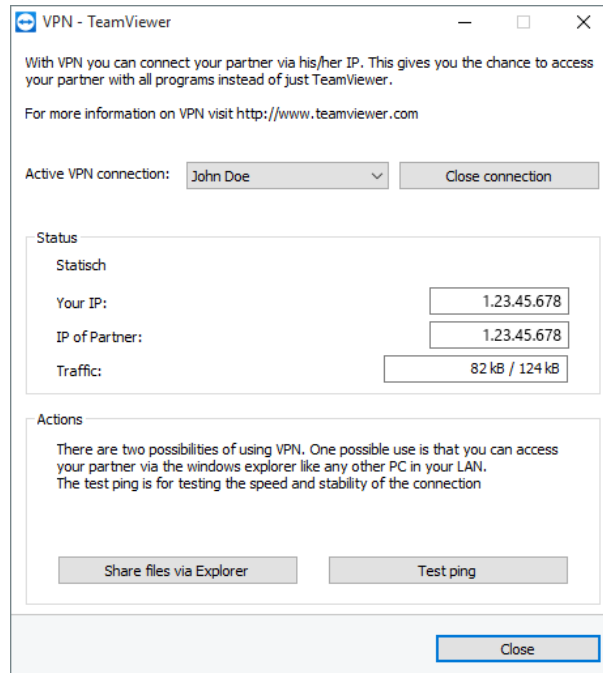 VPN - TeamViewer
With VPN you can connect your partner via his/her IP. This gives you the chance to access
your partner with all programs instead of just TeamViewer.
For more information on VPN visit http://www.teamviewer.com
Active VPN connection: John Doe Close connection
Status
Statisch
Your IP: 1.23.45.678
IP of Partner: 1.23.45.678
Traffic: 82 kB / 124 kB
Actions
There are two possibilities of using VPN. One possible use is that you can access
your partner via the windows explorer like any other PC in your LAN.
The test ping is for testing the speed and stability of the connection
Share files via Explorer Test ping
Close